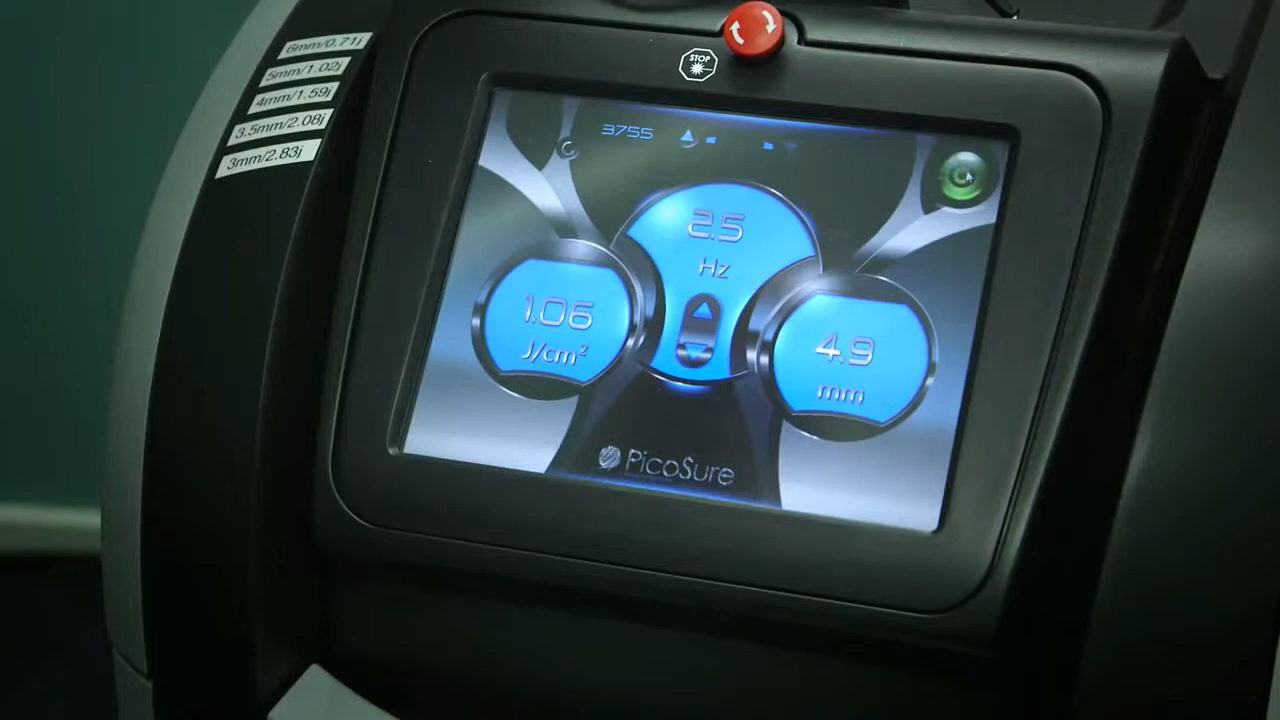 6mm/0.71j
5mm/1.02j
4mm/1.59j
3.5mm/2.08j
3mm/2.83j
STOP
3755
2.5
Hz
1.06
J/cm²
4.9
mm
PicoSure